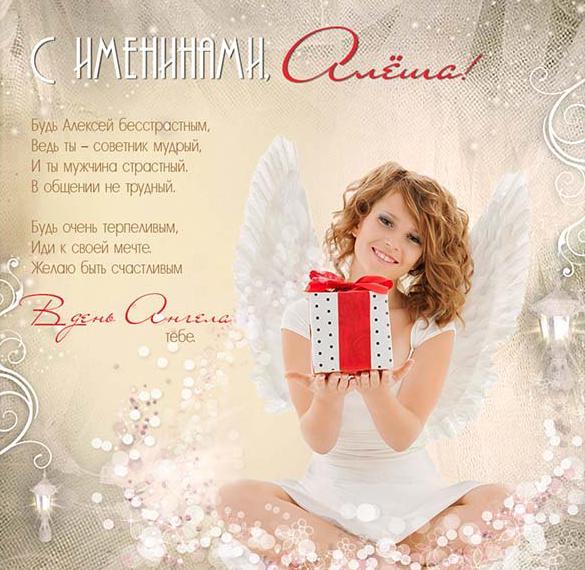 С ИМЕНИНАМИ, Алёша!
Будь Алексей бесстрастным,
Ведь ты – советник мудрый,
И ты мужчина страстный.
В общении не трудный.
Будь очень терпеливым,
Иди к своей мечте.
Желаю быть счастливым
В день Ангела
тебе.